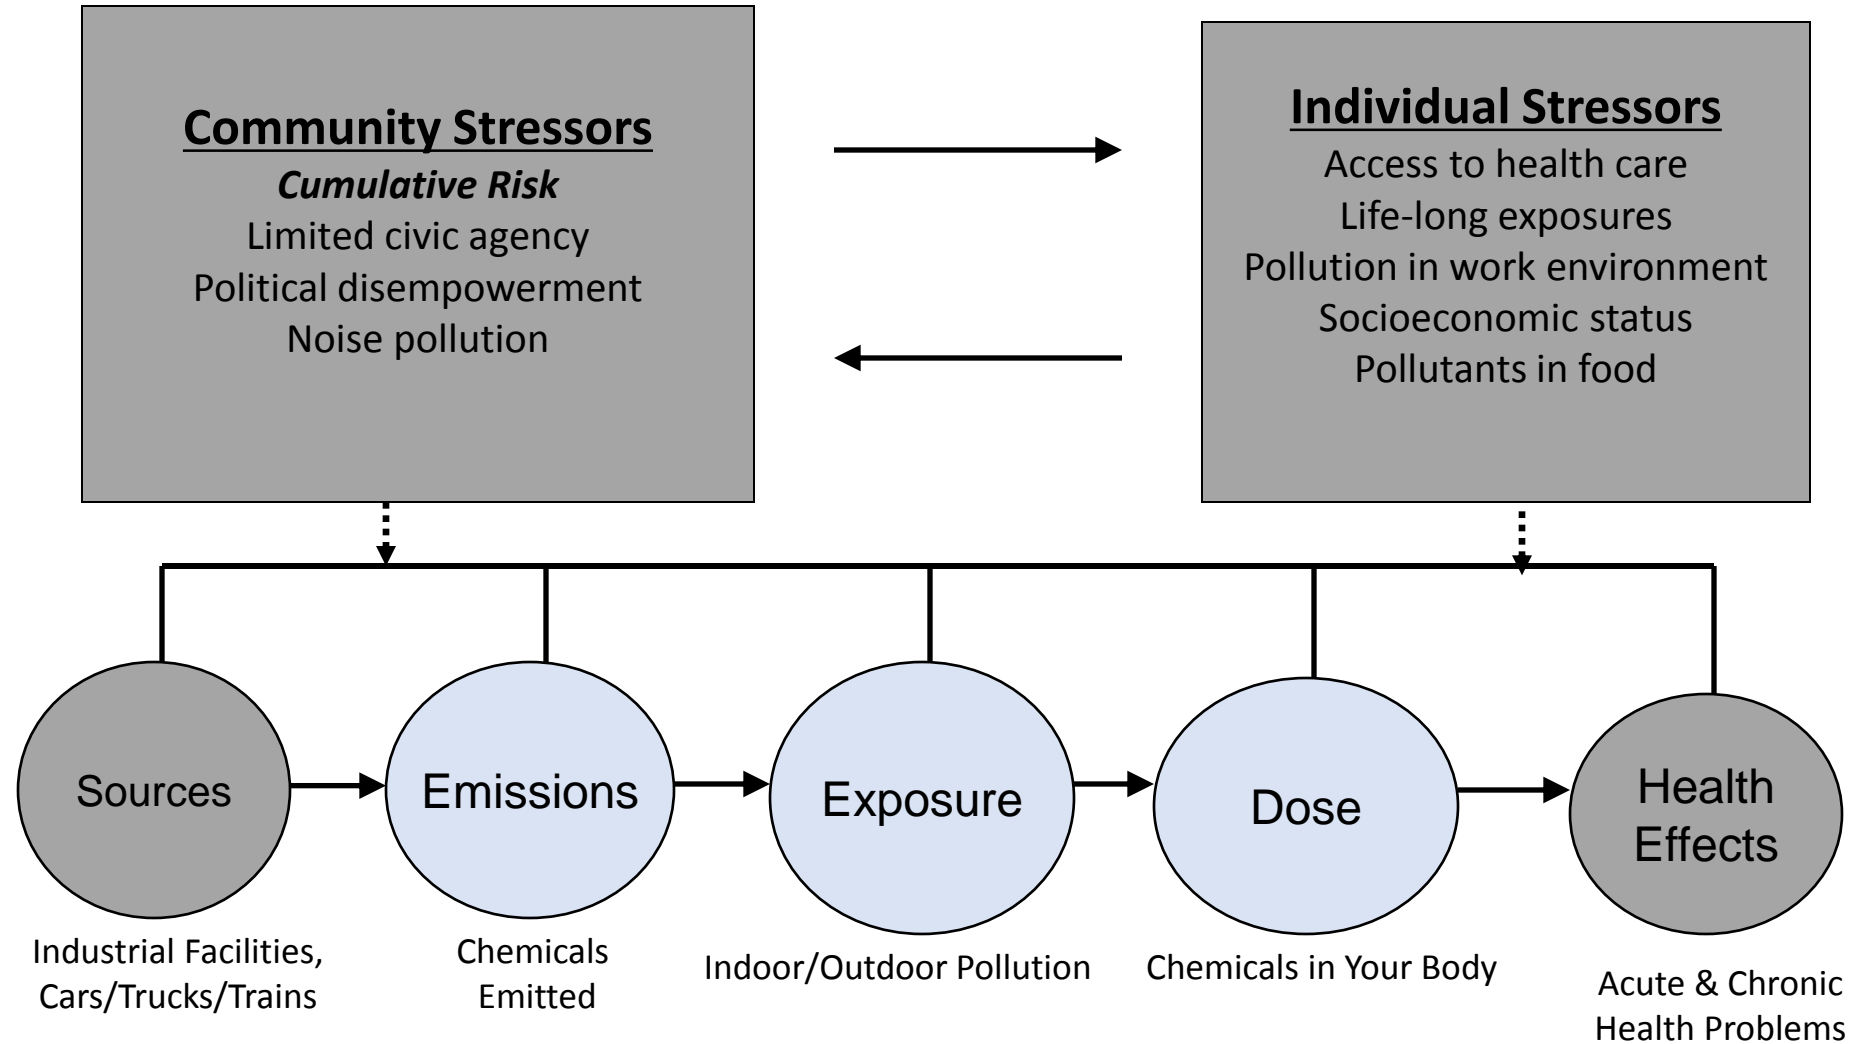 Community Stressors
Cumulative Risk
Limited civic agency
Political disempowerment
Noise pollution
Individual Stressors
Access to health care
Life-long exposures
Pollution in work environment
Socioeconomic status
Pollutants in food
Sources
Emissions
Exposure
Dose
Health
Effects
Industrial Facilities,
Cars/Trucks/Trains
Chemicals
Emitted
Indoor/Outdoor Pollution
Chemicals in Your Body
Acute & Chronic
Health Problems